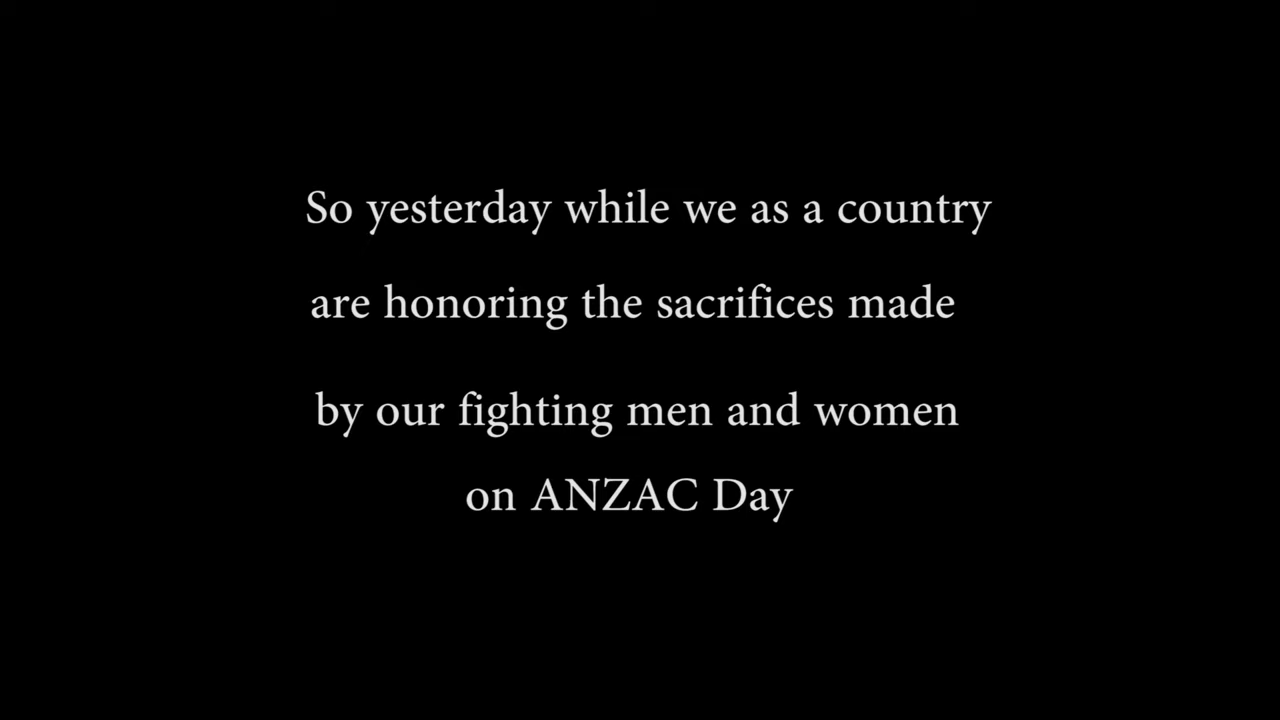 So yesterday while we as a country
are honoring the sacrifices made
by our fighting men and women
on ANZAC Day